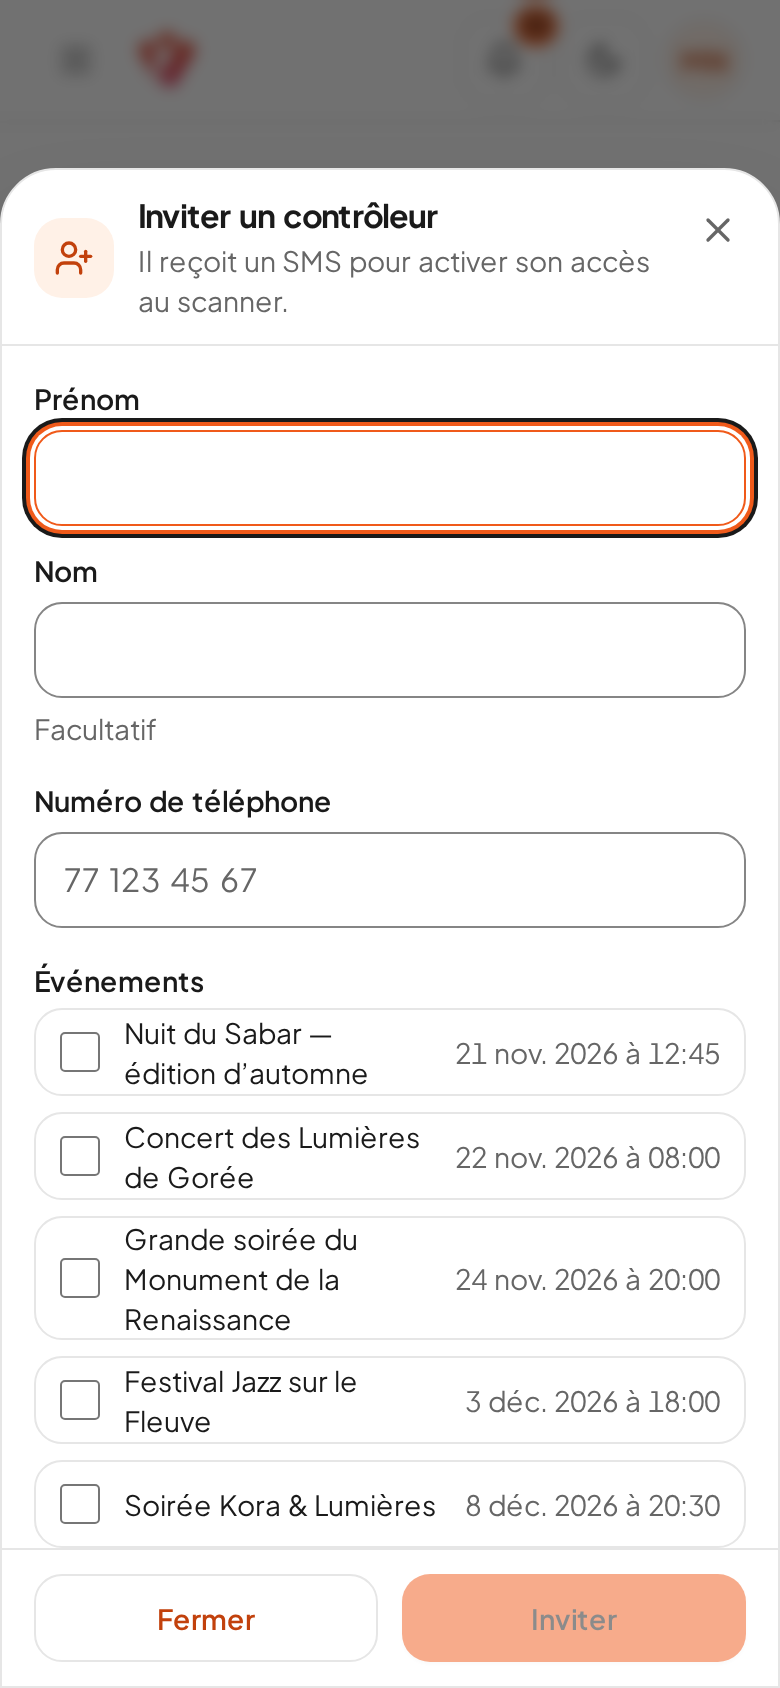 Inviter un contrôleur
Il reçoit un SMS pour activer son accès
au scanner.
Prénom
Nom
Facultatif
Numéro de téléphone
77 123 45 67
Événements
Nuit du Sabar —
édition d’automne
21 nov. 2026 à 12:45
Concert des Lumières
de Gorée
22 nov. 2026 à 08:00
Grande soirée du
Monument de la
Renaissance
24 nov. 2026 à 20:00
Festival Jazz sur le
Fleuve
3 déc. 2026 à 18:00
Soirée Kora & Lumières
8 déc. 2026 à 20:30
Fermer
Inviter